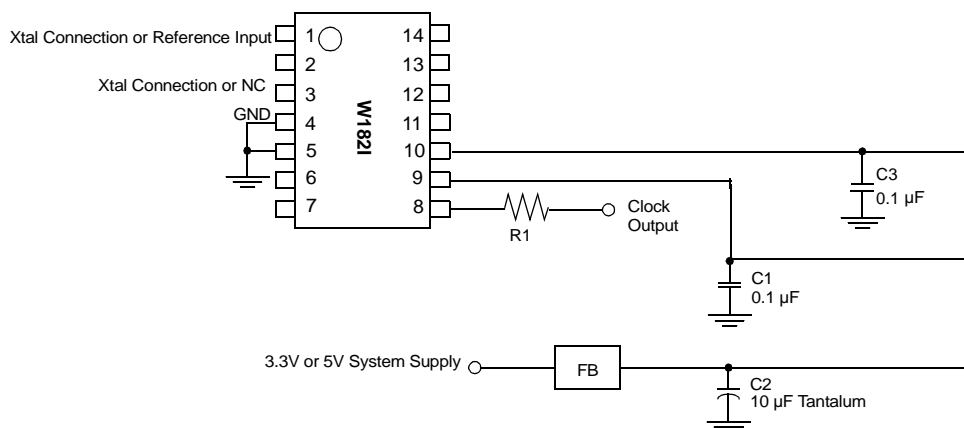 Xtal Connection or Reference Input
1
14
2
13
Xtal Connection or NC
3
12
GND
4
11
5
10
6
9
7
8
W182I
C3
0.1 µF
R1
Clock
Output
C1
0.1 µF
3.3V or 5V System Supply
FB
C2
10 µF Tantalum